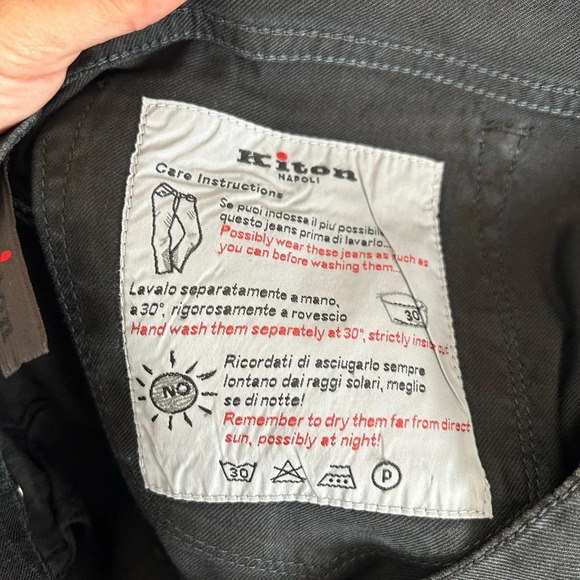 Kiton
NAPOLI
Care Instructions
Se puoi indossa il piu' possibile
questo jeans prima di lavarlo...
Possibly wear these jeans as much as
you can before washing them...
Lavalo separatamente a mano,
a 30°, rigorosamente a rovescio
30
Hand wash them separately at 30°, strictly inside out
NO
Ricordati di asciugarlo sempre
lontano dai raggi solari, meglio
se di notte!
Remember to dry them far from direct
sun, possibly at night!
30 P